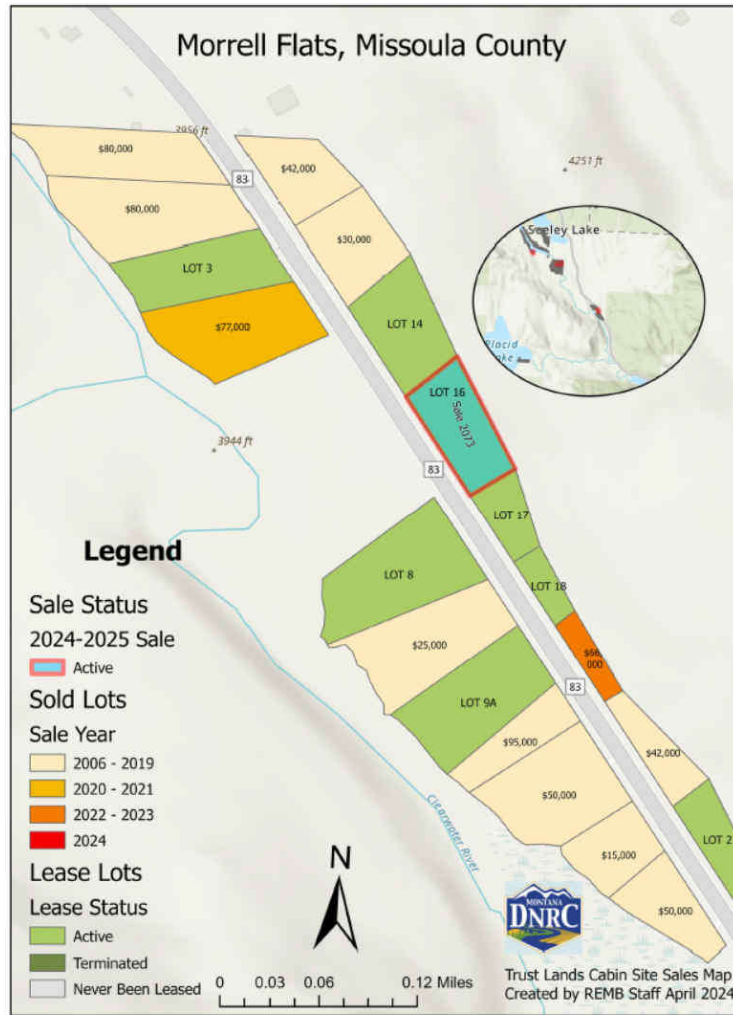 Morrell Flats, Missoula County
3956 ft
$80,000
$42,000
4251 ft
83
$80,000
$30,000
Seeley Lake
LOT 3
LOT 14
$77,000
Placid
Lake
LOT 16
Sale 2073
3944 ft
83
LOT 17
LOT 8
LOT 18
$25,000
$66,
000
LOT 9A
83
$95,000
$42,000
$50,000
LOT 2
Clearwater River
$15,000
$50,000
Legend
Sale Status
2024-2025 Sale
Active
Sold Lots
Sale Year
2006 - 2019
2020 - 2021
2022 - 2023
2024
Lease Lots
Lease Status
Active
Terminated
Never Been Leased
N
0 0.03 0.06 0.12 Miles
MONTANA
DNRC
Trust Lands Cabin Site Sales Map
Created by REMB Staff April 2024